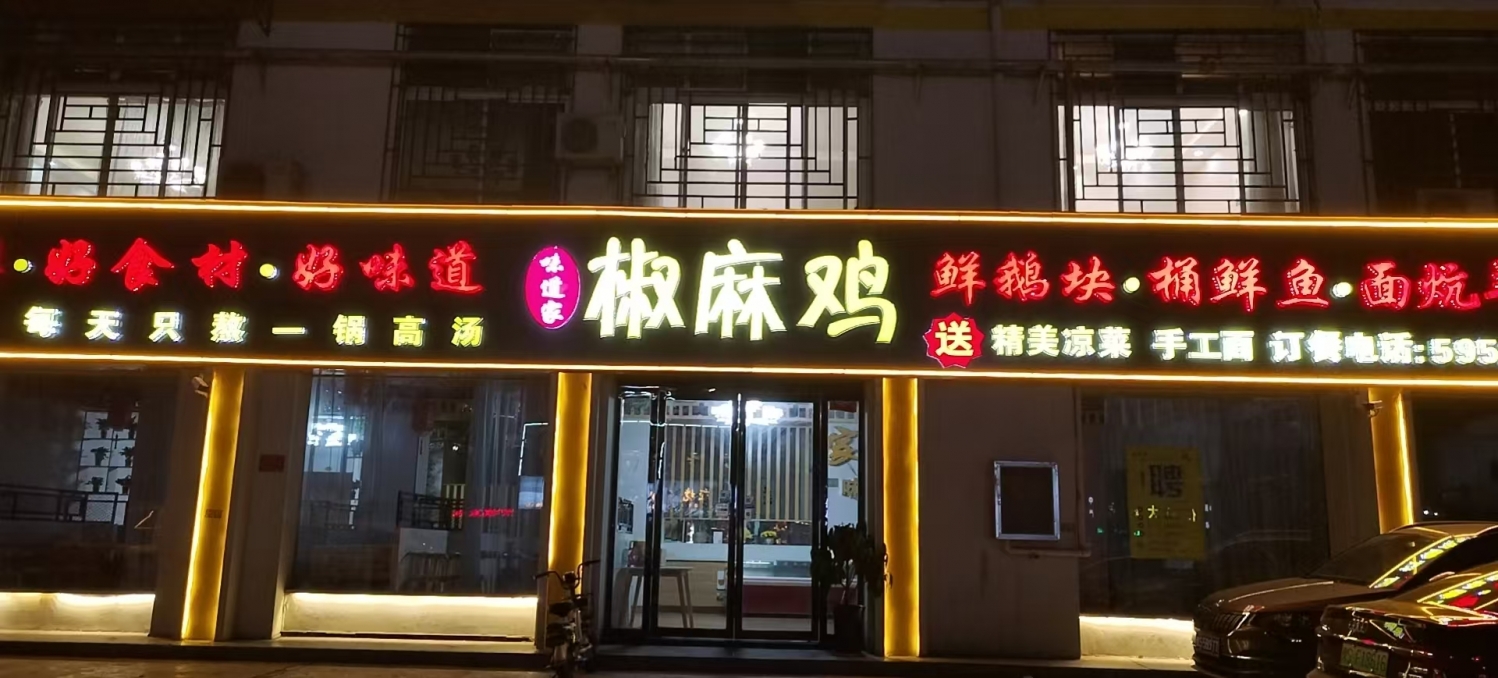 ·好食材·好味道
每天只熬一锅高汤
味道家
椒麻鸡
鲜鹅块·桶鲜鱼·面炕
送 精美凉菜 手工面 订餐电话:595
聘